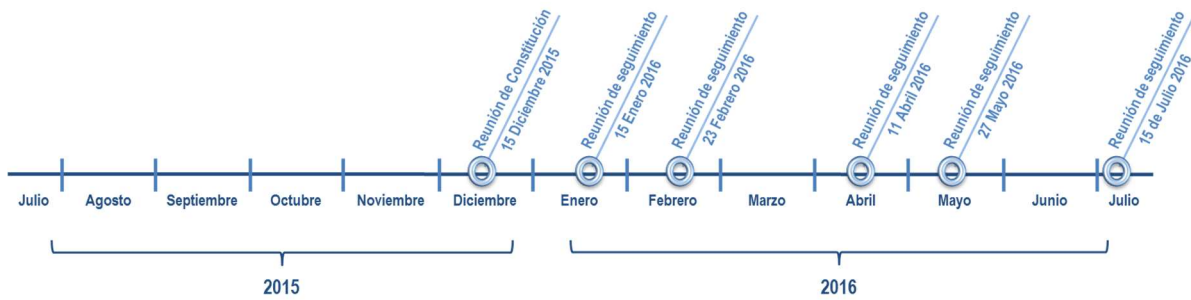 Reunión de Constitución
15 Diciembre 2015
Reunión de seguimiento
15 Enero 2016
Reunión de seguimiento
23 Febrero 2016
Reunión de seguimiento
11 Abril 2016
Reunión de seguimiento
27 Mayo 2016
Reunión de seguimiento
15 de Julio 2016
Julio Agosto Septiembre Octubre Noviembre Diciembre Enero Febrero Marzo Abril Mayo Junio Julio
2015 2016